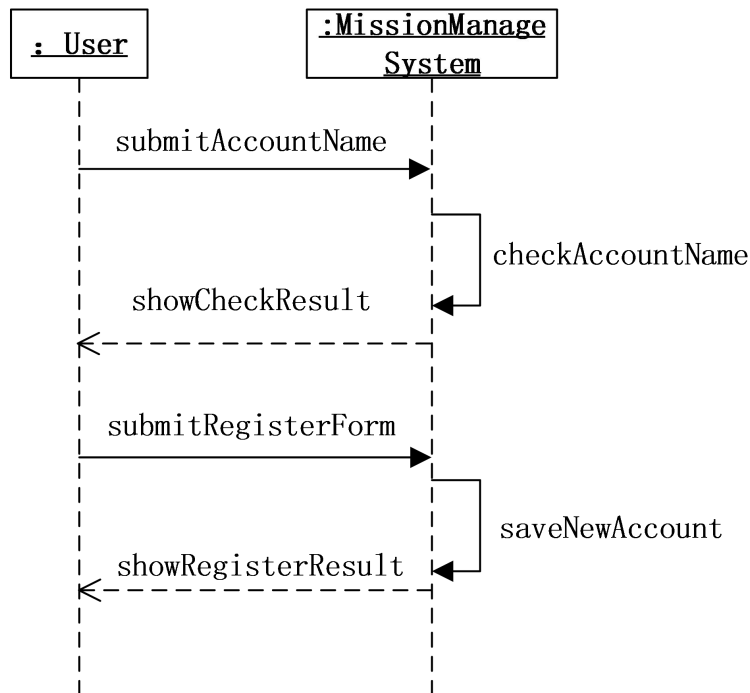 : User
:MissionManage
System
submitAccountName
checkAccountName
showCheckResult
submitRegisterForm
saveNewAccount
showRegisterResult